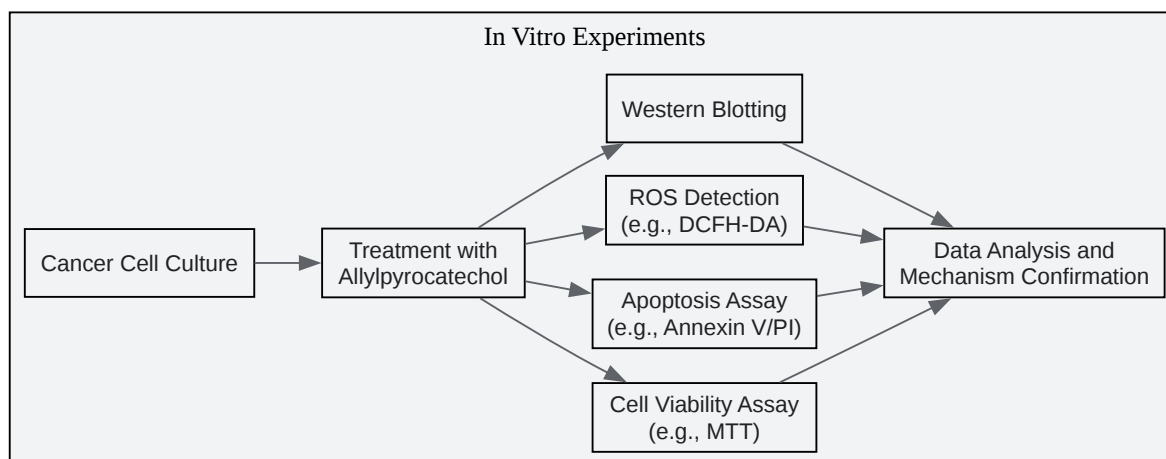 In Vitro Experiments
Cancer Cell Culture
Treatment with
Allylpyrocatechol
Western Blotting
ROS Detection
(e.g., DCFH-DA)
Apoptosis Assay
(e.g., Annexin V/PI)
Cell Viability Assay
(e.g., MTT)
Data Analysis and
Mechanism Confirmation